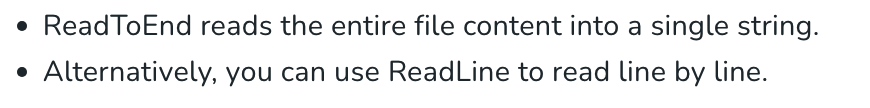 • ReadToEnd reads the entire file content into a single string.
• Alternatively, you can use ReadLine to read line by line.